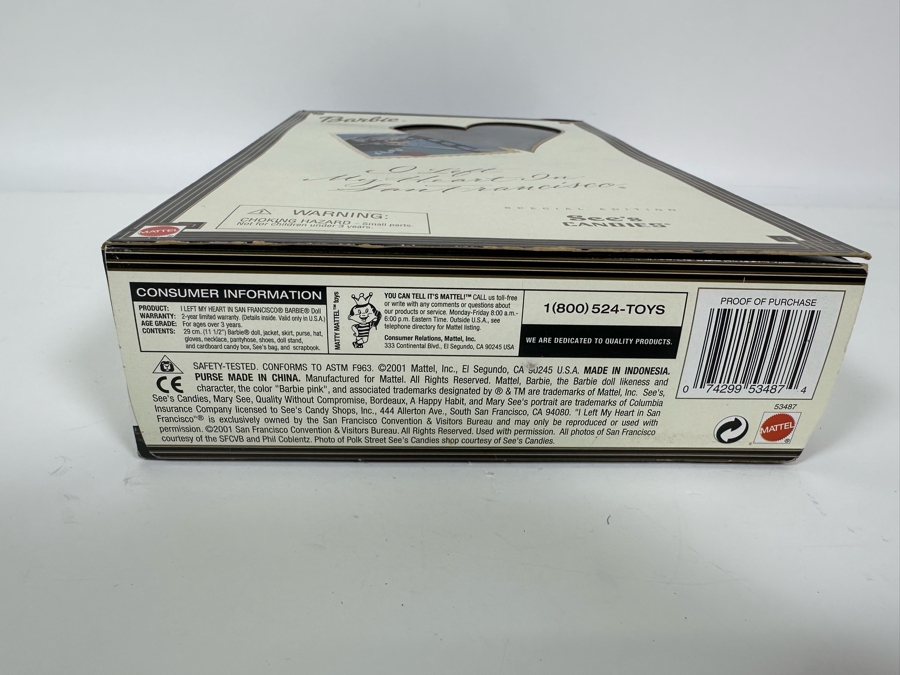 Barbie
I Left
My Heart In
San Francisco
SPECIAL EDITION
See's
CANDIES
WARNING:
CHOKING HAZARD – Small parts.
Not for children under 3 years.
MATTEL
CONSUMER INFORMATION
PRODUCT: I LEFT MY HEART IN SAN FRANCISCO® BARBIE® Doll
WARRANTY: 2-year limited warranty. (Details inside. Valid only in U.S.A.)
AGE GRADE: For ages over 3 years.
CONTENTS: 29 cm. (11 1/2") Barbie® doll, jacket, skirt, purse, hat,
gloves, necklace, pantyhose, shoes, doll stand,
and cardboard candy box, See's bag, and scrapbook.
MATTY MATTEL™ toys
YOU CAN TELL IT'S MATTEL!™ CALL us toll-free
or write with any comments or questions about
our products or service. Monday-Friday 8:00 a.m.-
6:00 p.m. Eastern Time. Outside U.S.A., see
telephone directory for Mattel listing.
Consumer Relations, Mattel, Inc.
333 Continental Blvd., El Segundo, CA 90245 USA
1(800) 524-TOYS
WE ARE DEDICATED TO QUALITY PRODUCTS.
PROOF OF PURCHASE
0 74299 53487 4
53487
MATTEL
CE
SAFETY-TESTED. CONFORMS TO ASTM F963. ©2001 Mattel, Inc., El Segundo, CA 90245 U.S.A. MADE IN INDONESIA.
PURSE MADE IN CHINA. Manufactured for Mattel. All Rights Reserved. Mattel, Barbie, the Barbie doll likeness and
character, the color "Barbie pink", and associated trademarks designated by ® & TM are trademarks of Mattel, Inc. See's,
See's Candies, Mary See, Quality Without Compromise, Bordeaux, A Happy Habit, and Mary See's portrait are trademarks of Columbia
Insurance Company licensed to See's Candy Shops, Inc., 444 Allerton Ave., South San Francisco, CA 94080. "I Left My Heart in San
Francisco"® is exclusively owned by the San Francisco Convention & Visitors Bureau and may only be reproduced or used with
permission. ©2001 San Francisco Convention & Visitors Bureau. All Rights Reserved. Used with permission. All photos of San Francisco
courtesy of the SFCVB and Phil Coblentz. Photo of Polk Street See's Candies shpp courtesy of See's Candies.